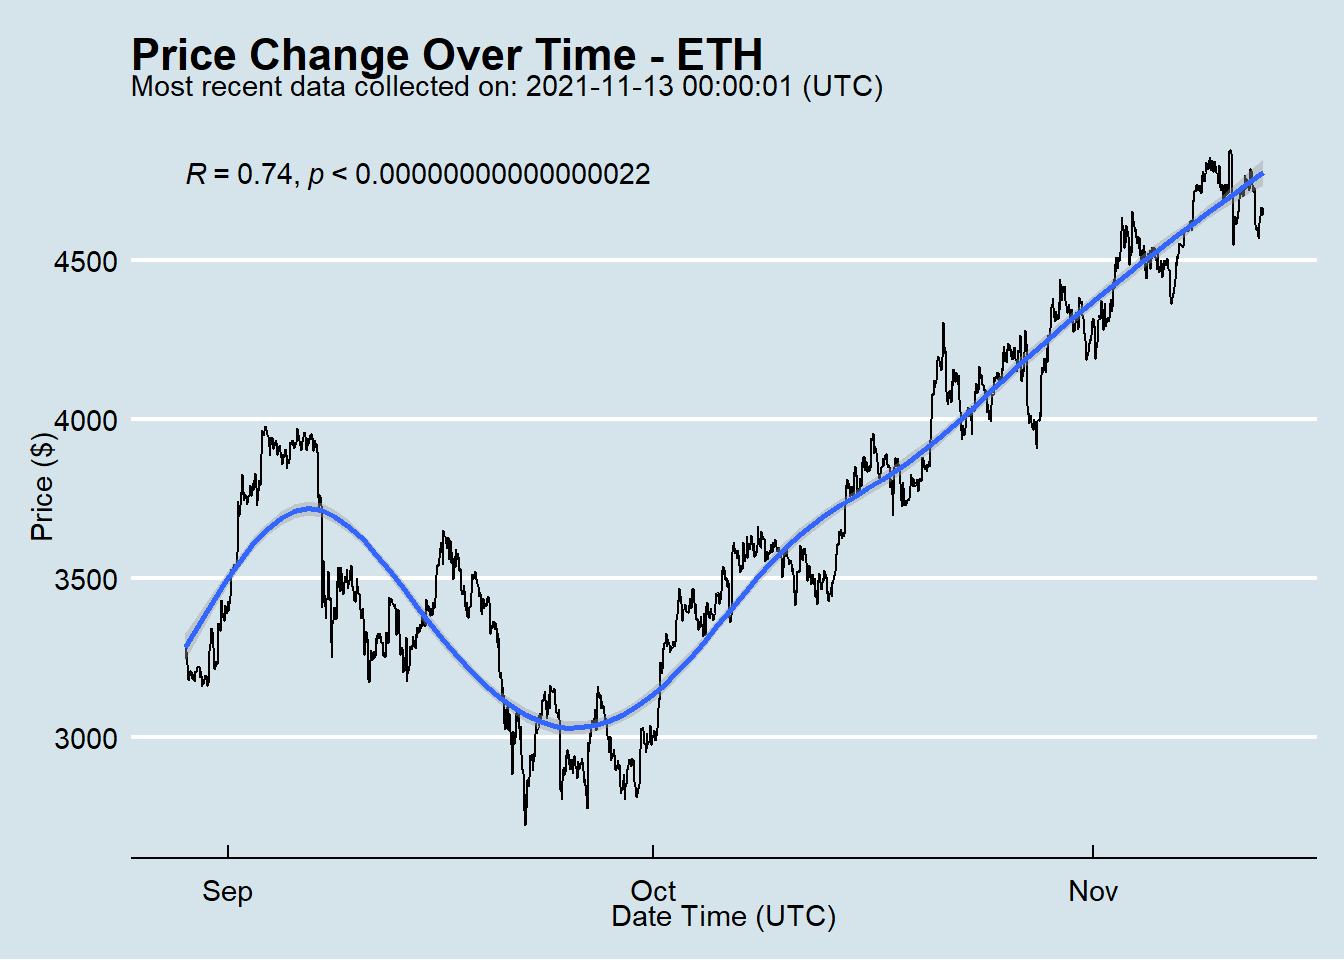 Price Change Over Time - ETH
Most recent data collected on: 2021-11-13 00:00:01 (UTC)
R = 0.74, p < 0.00000000000000022
4500
4000
3500
3000
Price ($)
Sep Oct Nov
Date Time (UTC)